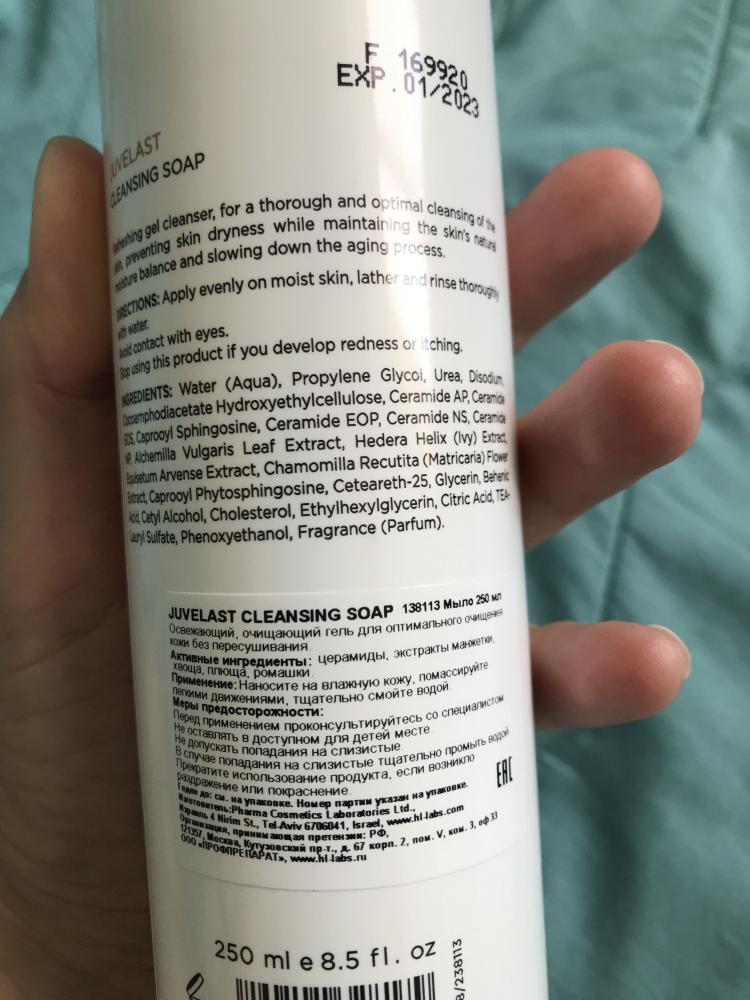 F 169920
EXP. 01/2023
JUVELAST
CLEANSING SOAP
Refreshing gel cleanser, for a thorough and optimal cleansing of the
skin, preventing skin dryness while maintaining the skin's natural
moisture balance and slowing down the aging process.
DIRECTIONS: Apply evenly on moist skin, lather and rinse thoroughly
with water.
Avoid contact with eyes.
Stop using this product if you develop redness or itching.
INGREDIENTS: Water (Aqua), Propylene Glycol, Urea, Disodium
Cocoamphodiacetate Hydroxyethylcellulose, Ceramide AP, Ceramide
EOS, Caprooyl Sphingosine, Ceramide EOP, Ceramide NS, Ceramide
NP, Alchemilla Vulgaris Leaf Extract, Hedera Helix (Ivy) Extract,
Equisetum Arvense Extract, Chamomilla Recutita (Matricaria) Flower
Extract, Caprooyl Phytosphingosine, Ceteareth-25, Glycerin, Behenic
Acid, Cetyl Alcohol, Cholesterol, Ethylhexylglycerin, Citric Acid, TEA-
Lauryl Sulfate, Phenoxyethanol, Fragrance (Parfum).
JUVELAST CLEANSING SOAP 138113 Мыло 250 мл
Освежающий, очищающий гель для оптимального очищения
кожи без пересушивания.
Активные ингредиенты: церамиды, экстракты манжетки,
хвоща, плюща, ромашки.
Применение: Наносите на влажную кожу, помассируйте
легкими движениями, тщательно смойте водой.
Меры предосторожности:
Перед применением проконсультируйтесь со специалистом.
Не оставлять в доступном для детей месте.
Не допускать попадания на слизистые.
В случае попадания на слизистые тщательно промыть водой.
Прекратите использование продукта, если возникло
раздражение или покраснение.
EAC
Годен до: см. на упаковке. Номер партии указан на упаковке.
Изготовитель:Pharma Cosmetics Laboratories Ltd.,
Израиль 4 Nirim St., Tel-Aviv 6706041, Israel, www.hl-labs.com
Организация, принимающая претензии: РФ,
121357, Москва, Кутузовский пр-т., д. 67 корп. 2, пом. V, ком. 3, оф 33
ООО «ПРОФПРЕПАРАТ», www.hl-labs.ru
250 ml e 8.5 fl. oz
8/238113